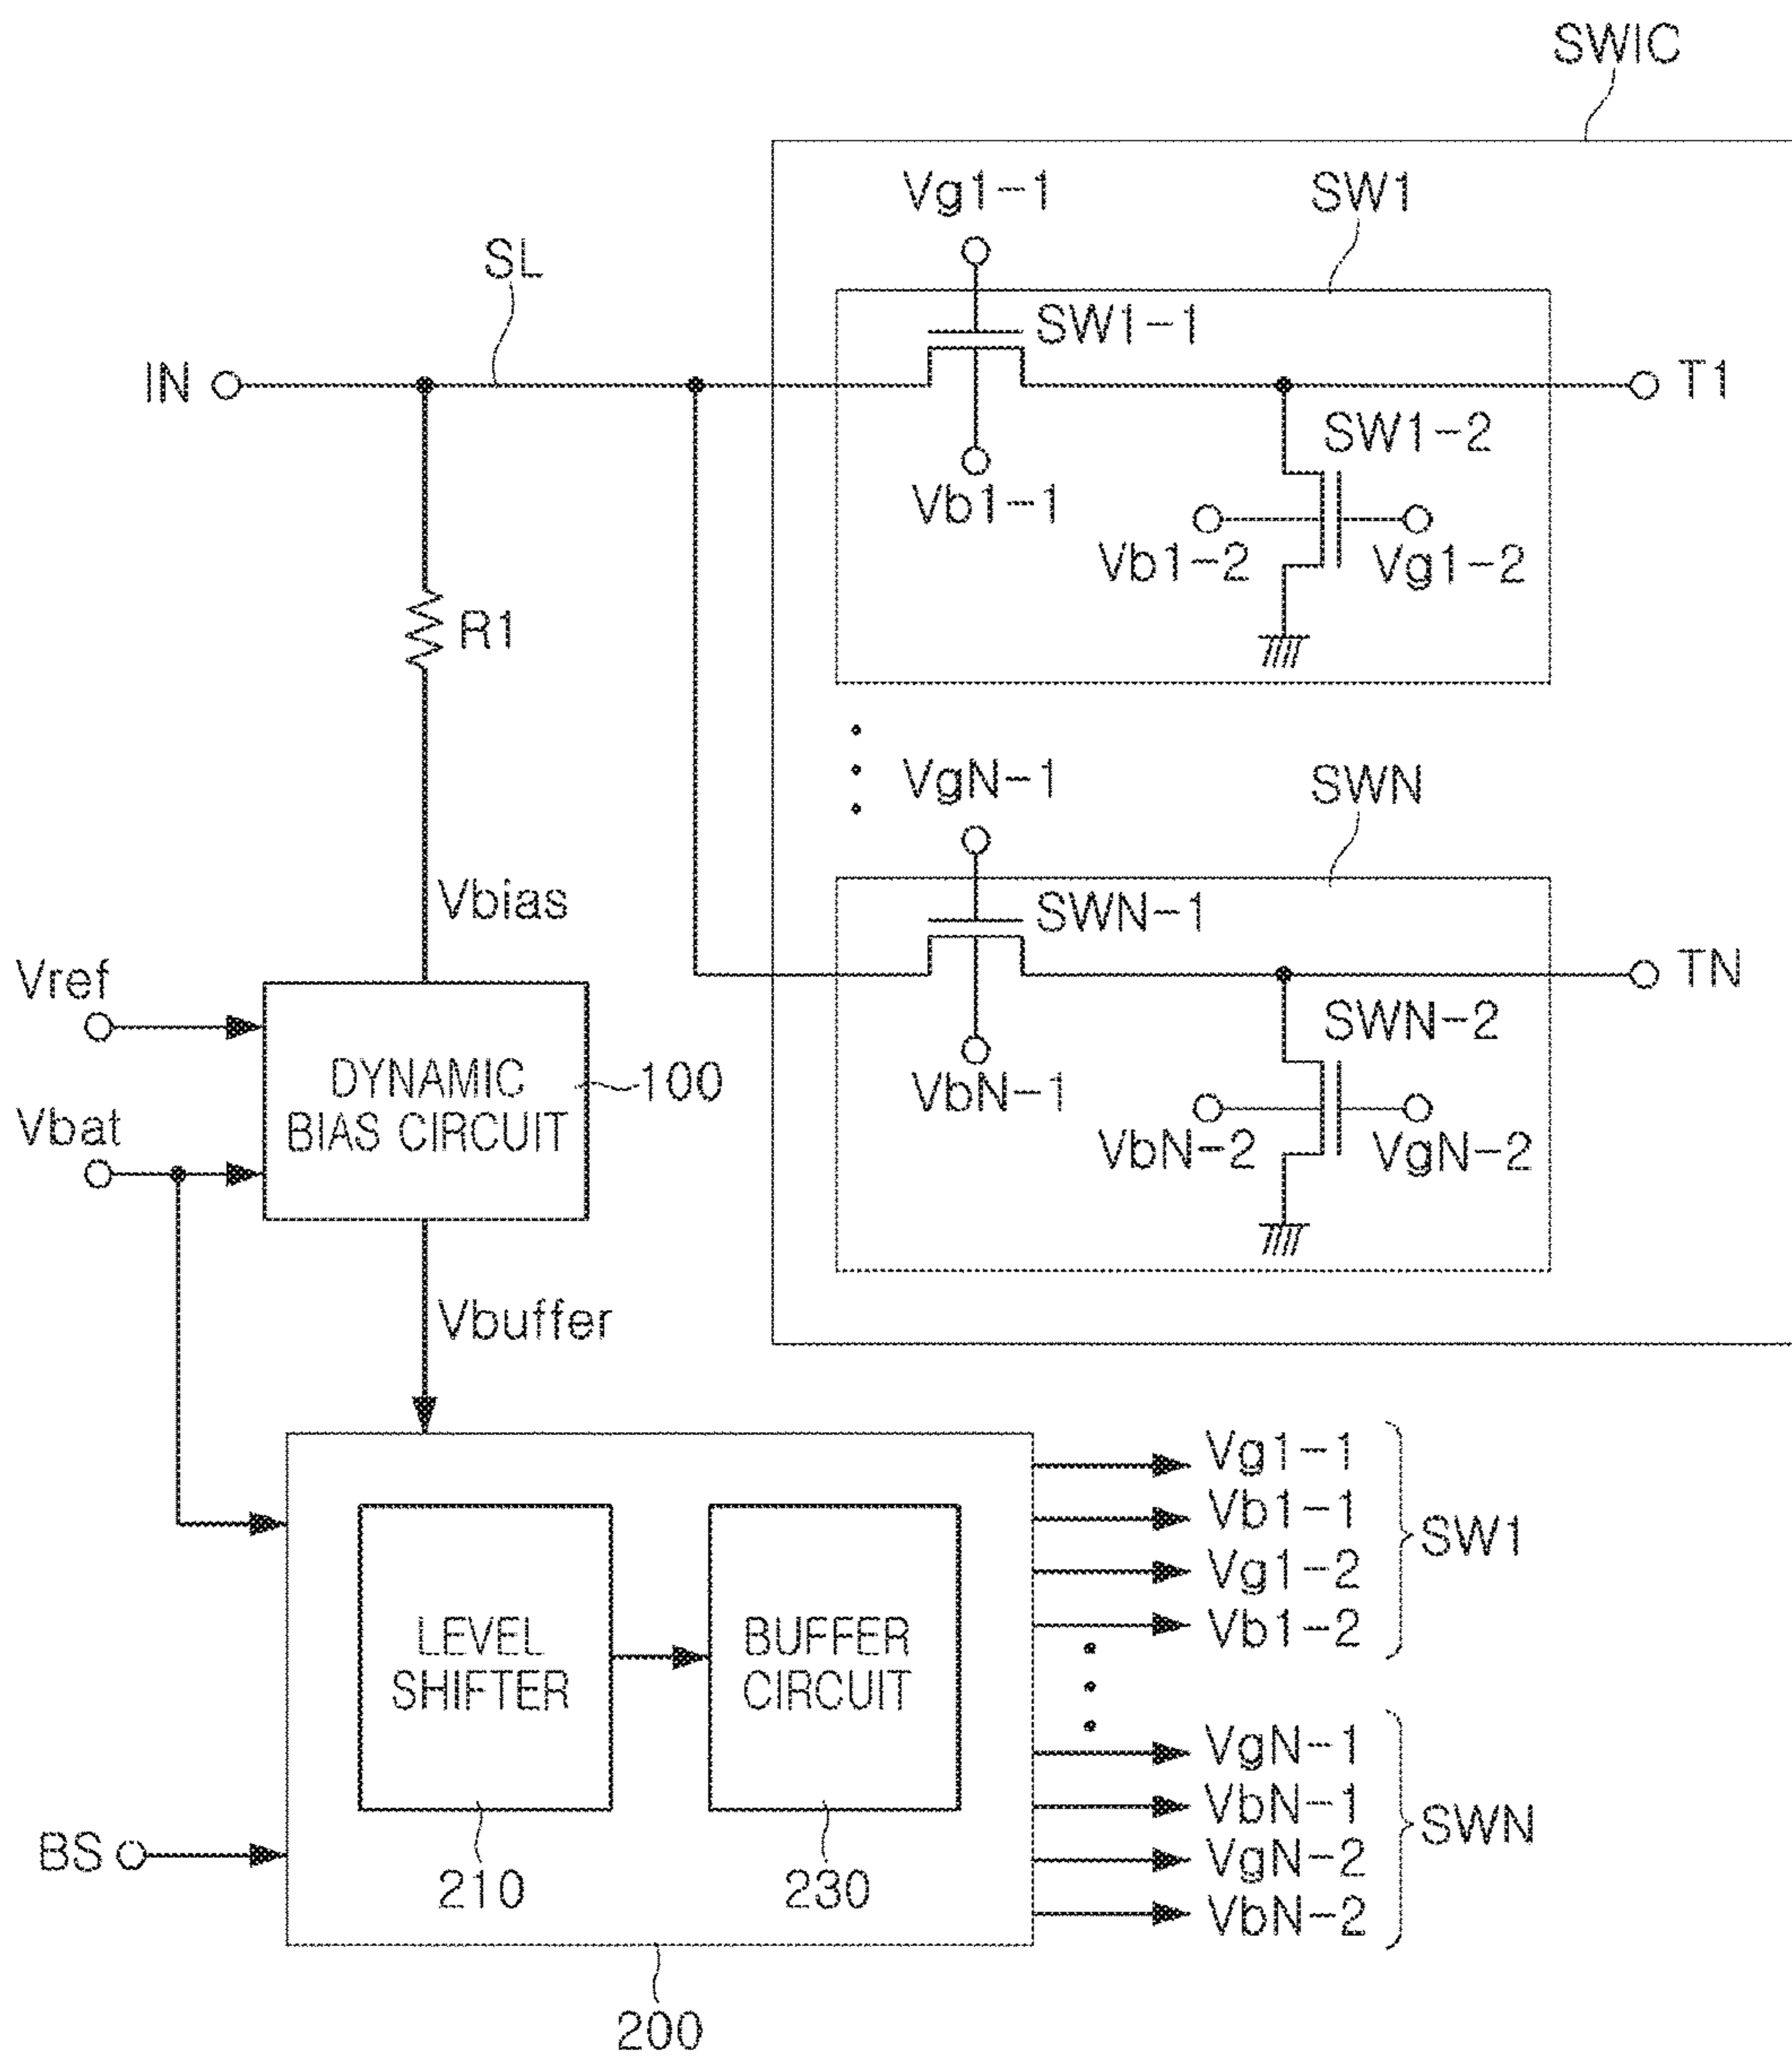 SWIC
Vg1-1
SW1
SL
SW1-1
IN
T1
SW1-2
Vb1-1
Vb1-2
Vg1-2
R1
VgN-1
SWN
Vbias
SWN-1
Vref
TN
SWN-2
DYNAMIC
BIAS CIRCUIT
100
VbN-1
Vbat
VbN-2
VgN-2
Vbuffer
Vg1-1
Vb1-1
SW1
Vg1-2
Vb1-2
LEVEL
SHIFTER
BUFFER
CIRCUIT
VgN-1
VbN-1
SWN
BS
VgN-2
210
230
VbN-2
200